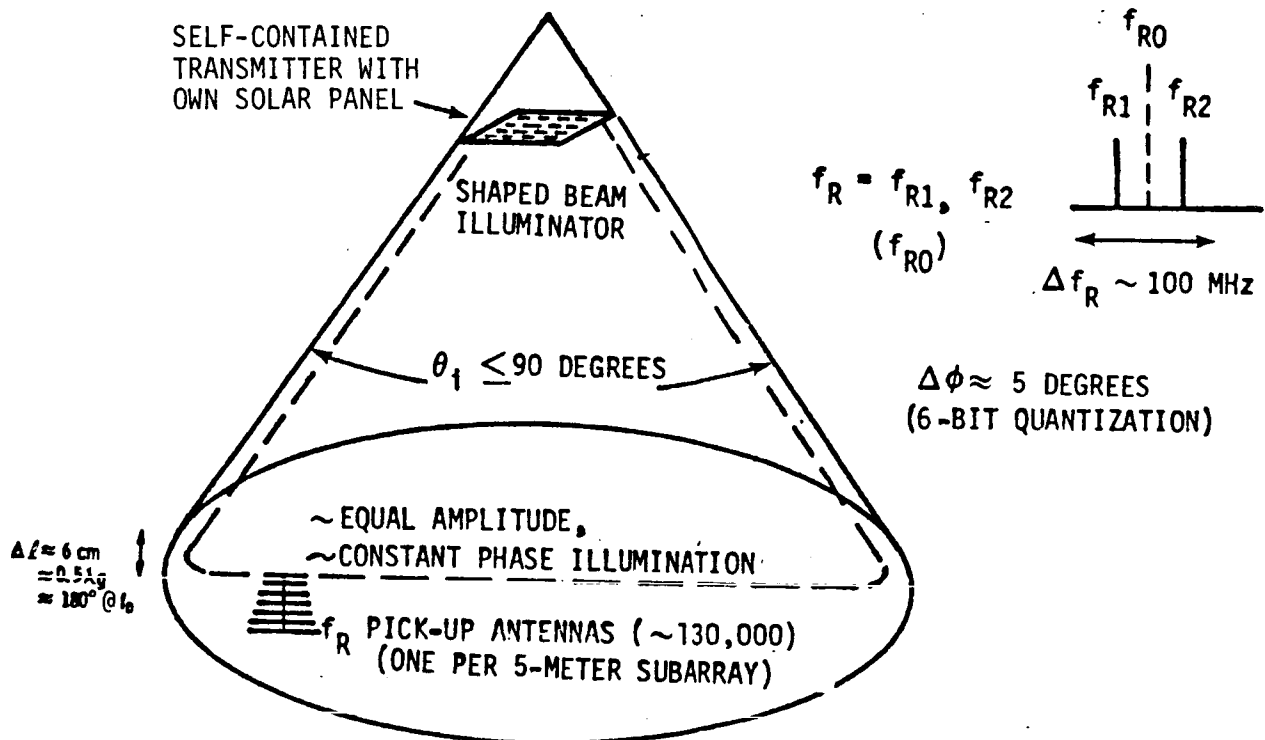 SELF-CONTAINED
TRANSMITTER WITH
OWN SOLAR PANEL
SHAPED BEAM
ILLUMINATOR
f_R0
f_R1
f_R2
f_R = f_R1, f_R2
(f_R0)
Δf_R ~ 100 MHz
θ_t ≤90 DEGREES
Δϕ≈ 5 DEGREES
(6-BIT QUANTIZATION)
~EQUAL AMPLITUDE,
~CONSTANT PHASE ILLUMINATION
Δℓ≈ 6 cm
≈ 180° @ f_0
f_R PICK-UP ANTENNAS (~130,000)
(ONE PER 5-METER SUBARRAY)